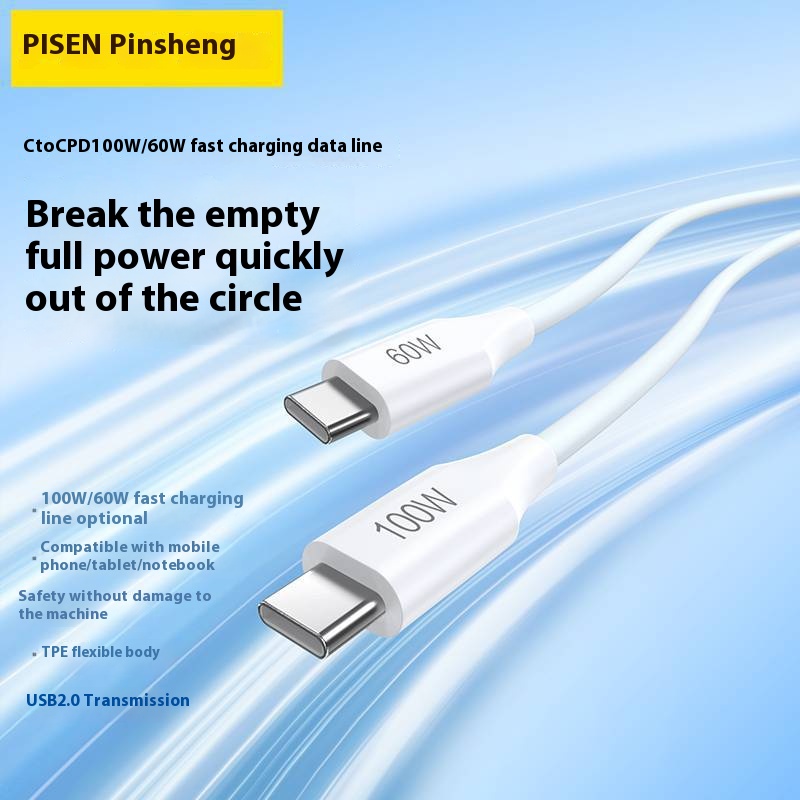 PISEN Pinsheng
CtoCPD100W/60W fast charging data line
Break the empty
full power quickly
out of the circle
60W
100W
100W/60W fast charging
line optional
Compatible with mobile
phone/tablet/notebook
Safety without damage to
the machine
TPE flexible body
USB2.0 Transmission